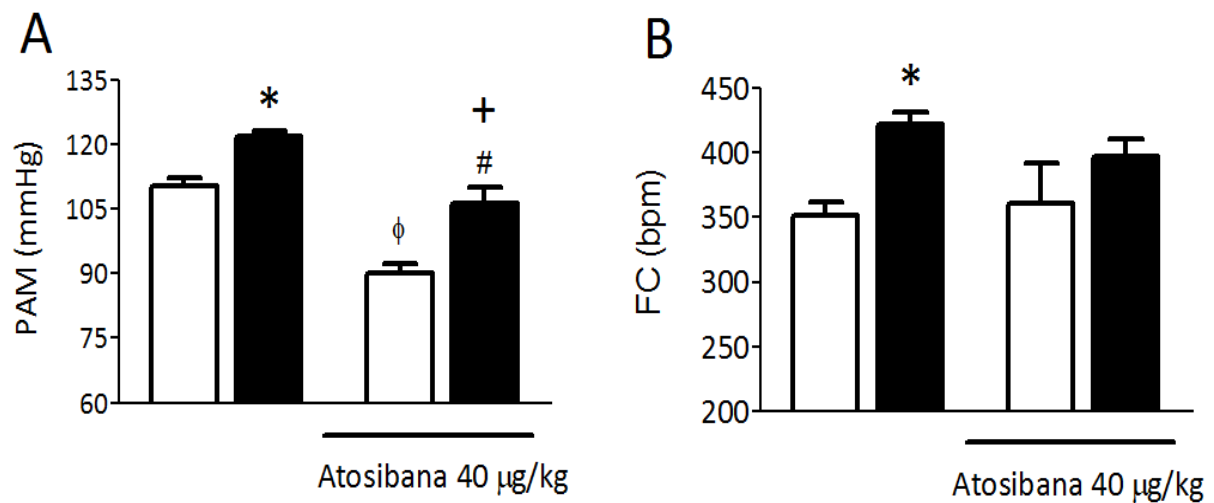 A
PAM (mmHg)
135
120
105
90
75
60
*
ϕ
+
#
Atosibana 40 µg/kg
B
FC (bpm)
450
400
350
300
250
200
*
Atosibana 40 µg/kg